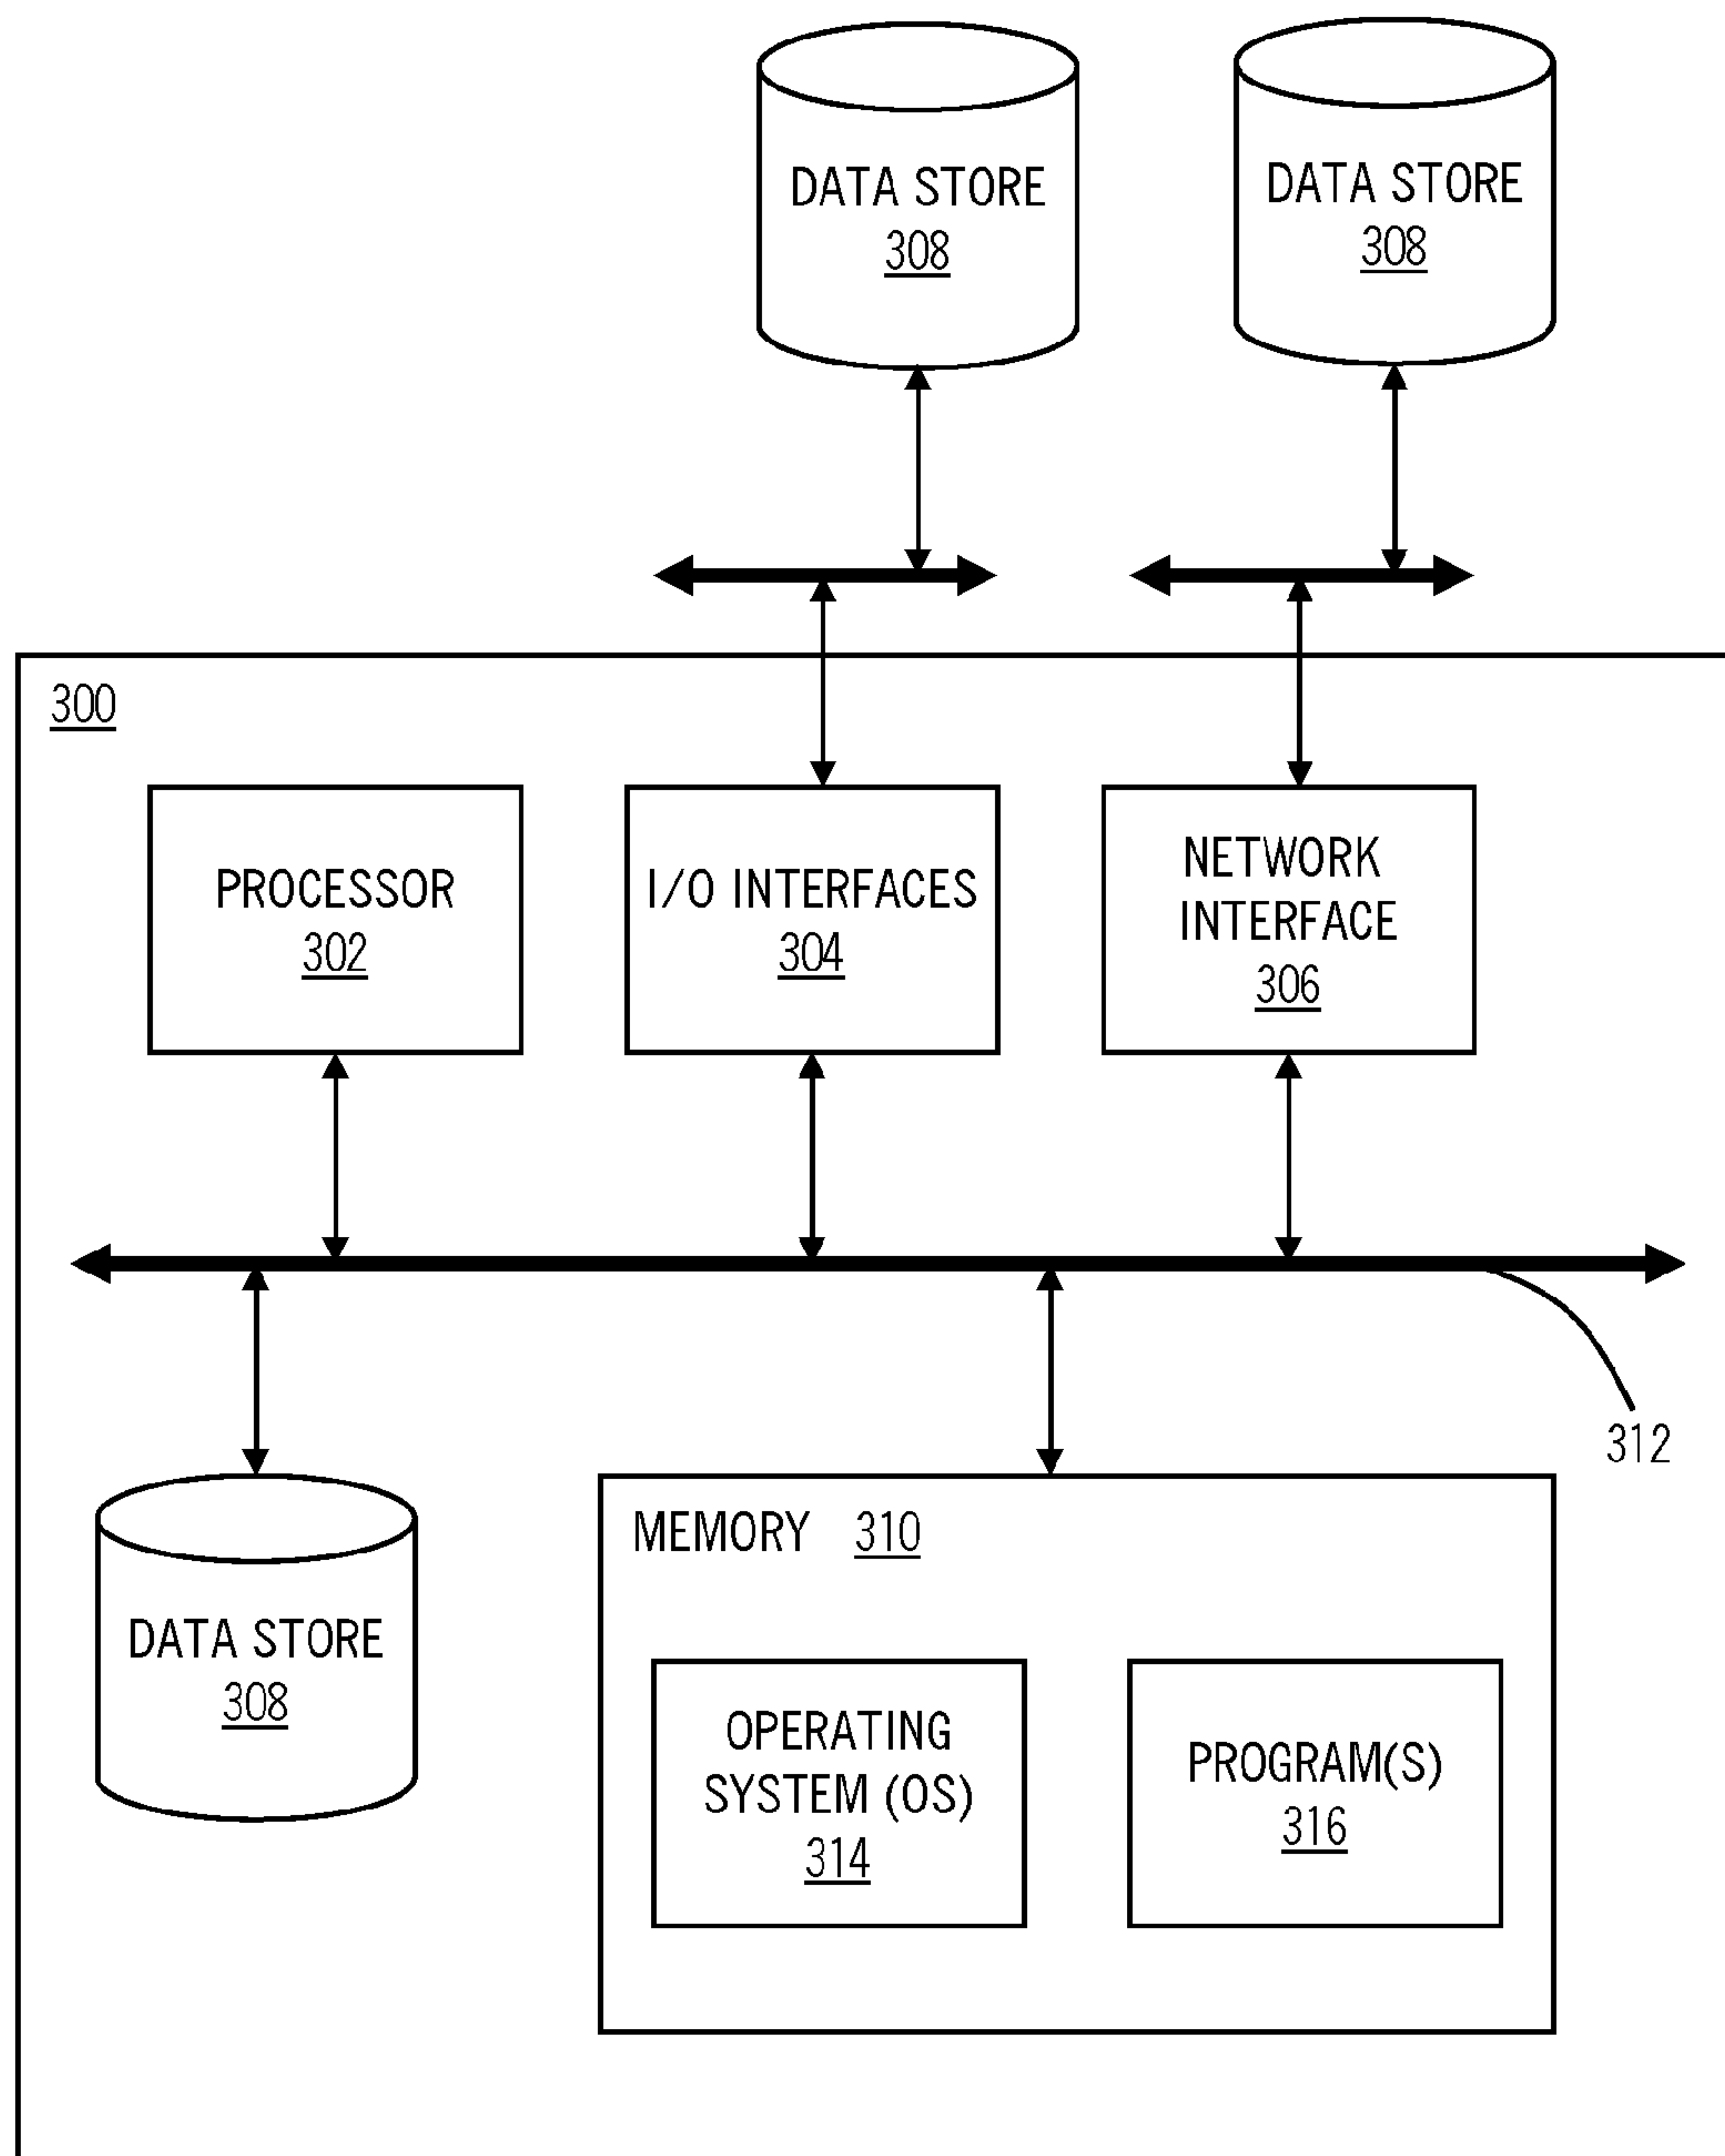 DATA STORE
308
DATA STORE
308
300
PROCESSOR
302
I/O INTERFACES
304
NETWORK
INTERFACE
306
312
DATA STORE
308
MEMORY 310
OPERATING
SYSTEM (OS)
314
PROGRAM(S)
316